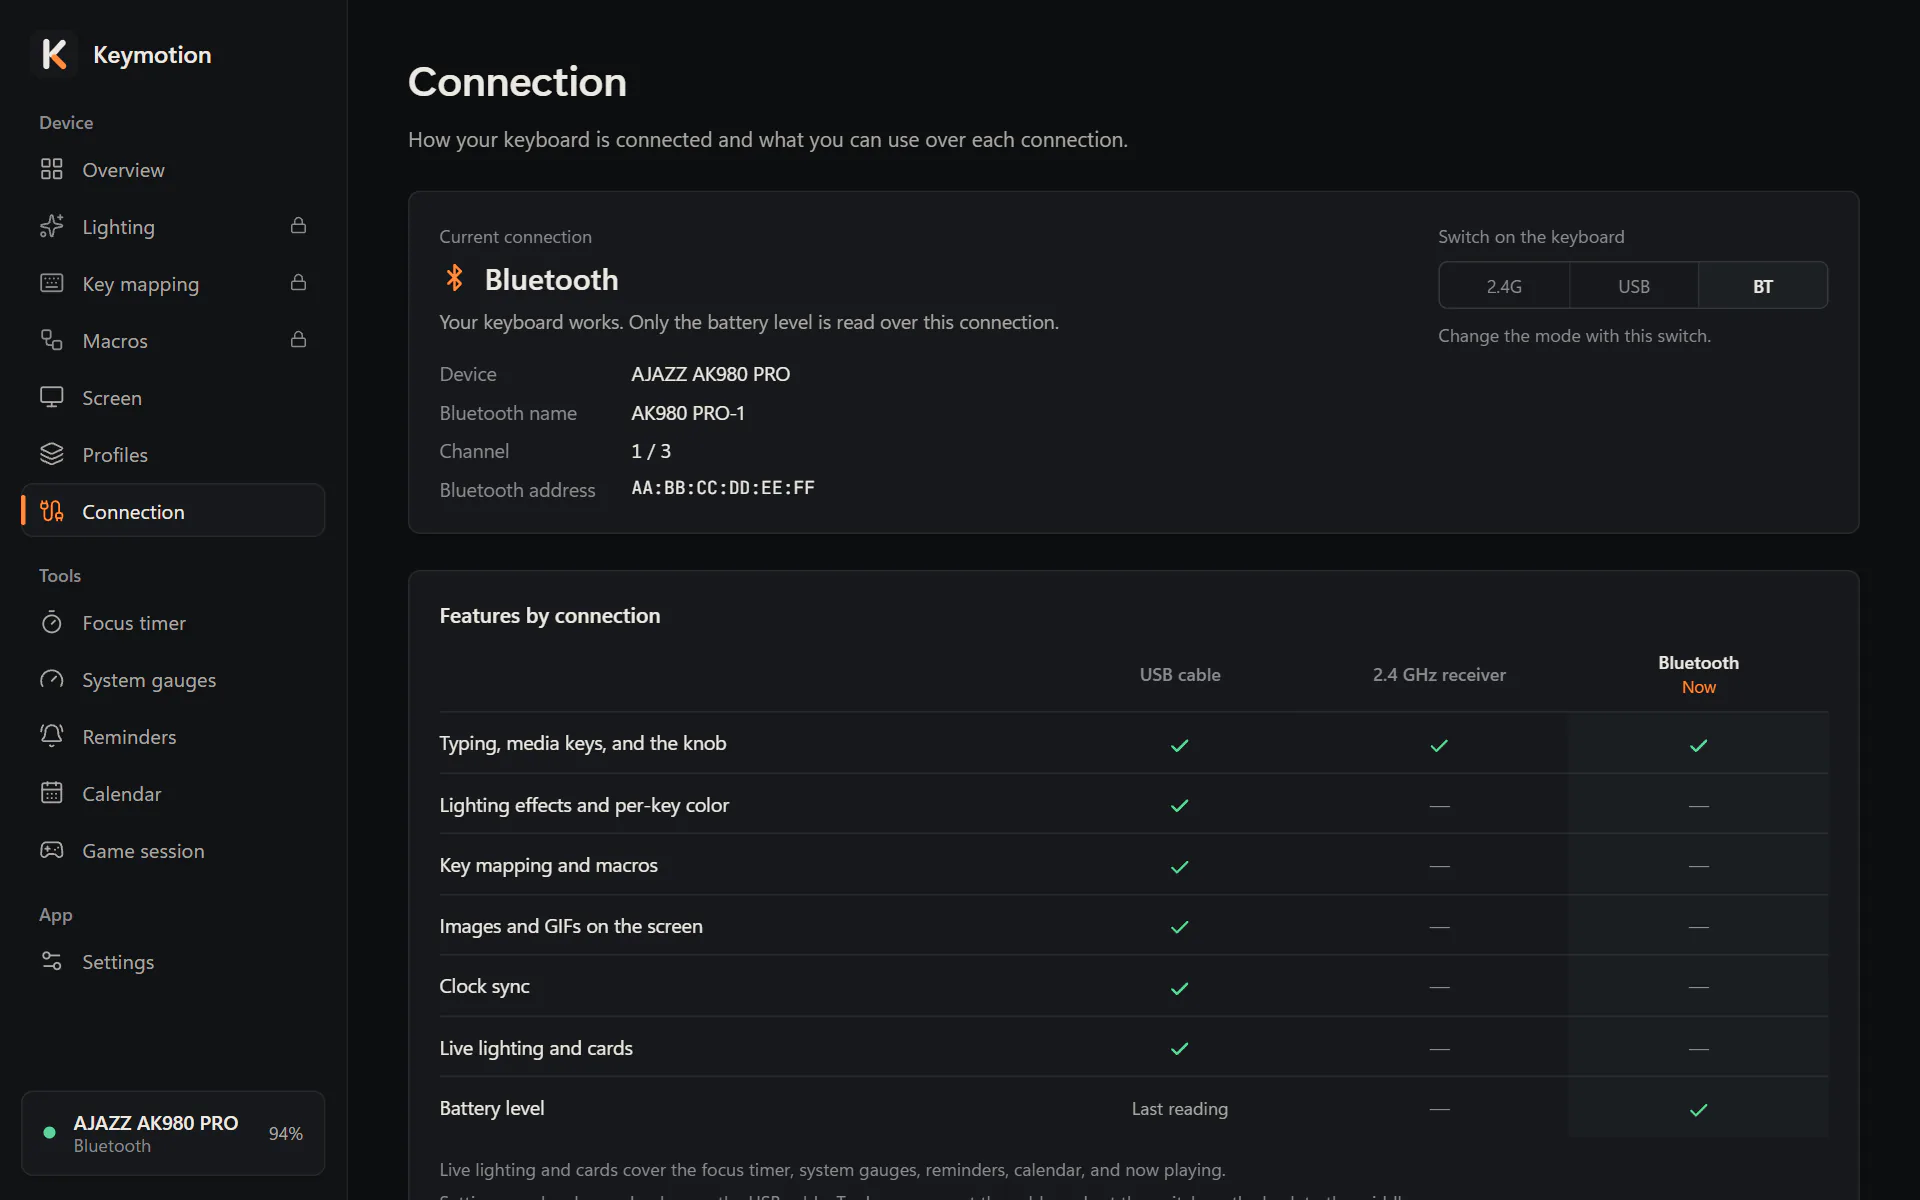 Keymotion
Device
Overview
Lighting
Key mapping
Macros
Screen
Profiles
Connection
Tools
Focus timer
System gauges
Reminders
Calendar
Game session
App
Settings
AJAZZ AK980 PRO
Bluetooth
94%
Connection
How your keyboard is connected and what you can use over each connection.
Current connection
Bluetooth
Your keyboard works. Only the battery level is read over this connection.
Device AJAZZ AK980 PRO
Bluetooth name AK980 PRO-1
Channel 1 / 3
Bluetooth address AA:BB:CC:DD:EE:FF
Switch on the keyboard
2.4G USB BT
Change the mode with this switch.
Features by connection
USB cable 2.4 GHz receiver Bluetooth
Now
Typing, media keys, and the knob
Lighting effects and per-key color — —
Key mapping and macros — —
Images and GIFs on the screen — —
Clock sync — —
Live lighting and cards — —
Battery level Last reading —
Live lighting and cards cover the focus timer, system gauges, reminders, calendar, and now playing.